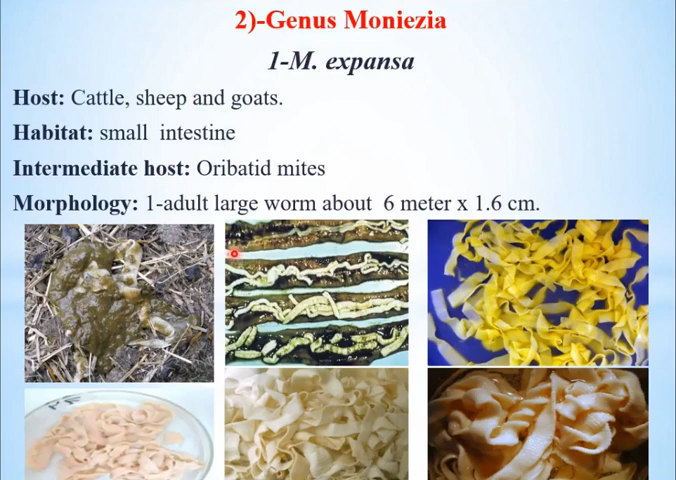 2)-Genus Moniezia
1-M. expansa
Host: Cattle, sheep and goats.
Habitat: small intestine
Intermediate host: Oribatid mites
Morphology: 1-adult large worm about 6 meter x 1.6 cm.